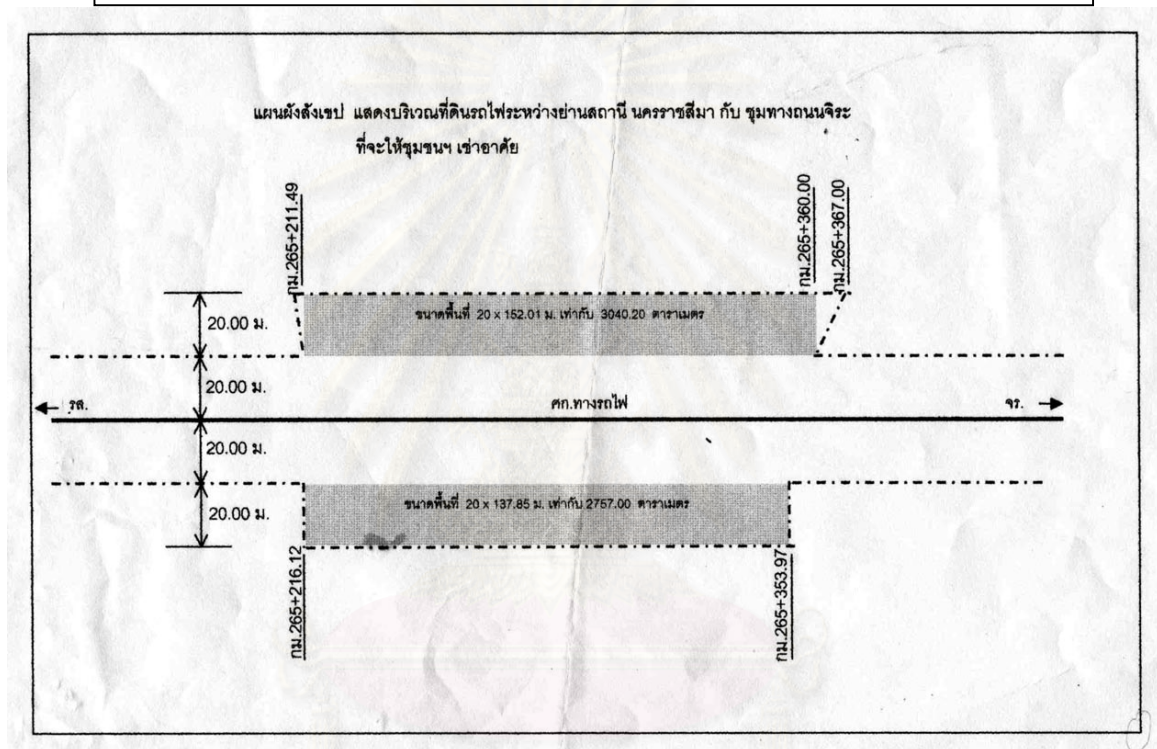 แผนผังสังเขป แสดงบริเวณที่ดินรถไฟระหว่างย่านสถานี นครราชสีมา กับ ชุมทางถนนจิระ
ที่จะให้ชุมชนฯ เช่าอาศัย
กม.265+211.49
กม.265+360.00
กม.265+367.00
ขนาดพื้นที่ 20 x 152.01 ม. เท่ากับ 3040.20 ตาราเมตร
20.00 ม.
20.00 ม.
รส.
ศก.ทางรถไฟ
จร.
20.00 ม.
ขนาดพื้นที่ 20 x 137.85 ม. เท่ากับ 2757.00 ตาราเมตร
20.00 ม.
กม.265+216.12
กม.265+353.97